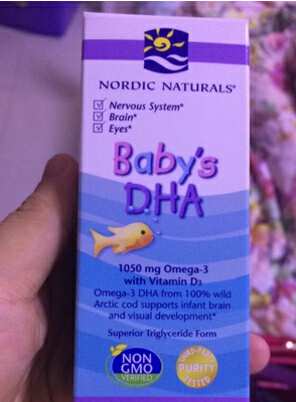 NORDIC NATURALS®
Nervous System*
Brain*
Eyes*
Baby's
DHA
1050 mg Omega-3
with Vitamin D3
Omega-3 DHA from 100% wild
Arctic cod supports infant brain
and visual development*
Superior Triglyceride Form
NON
GMO
VERIFIED
PURITY
TESTED